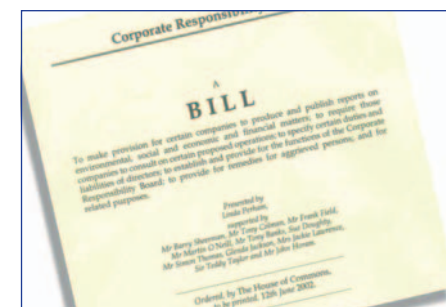 Corporate Responsibility
A
BILL
To make provision for certain companies to produce and publish reports on
environmental, social and economic and financial matters; to require those
companies to consult on certain proposed operations; to specify certain duties and
liabilities of directors; to establish and provide for the functions of the Corporate
Responsibility Board; to provide for remedies for aggrieved persons; and for
related purposes.
Presented by
Linda Perham,
supported by
Mr Barry Sheerman, Mr Tony Colman, Mr Frank Field,
Mr Martin O'Neill, Mr Tony Banks, Sue Doughty,
Mr Simon Thomas, Glenda Jackson, Mrs Jackie Lawrence,
Sir Teddy Taylor and Mr John Horam.
Ordered, by The House of Commons,
to be printed, 12th June 2002.